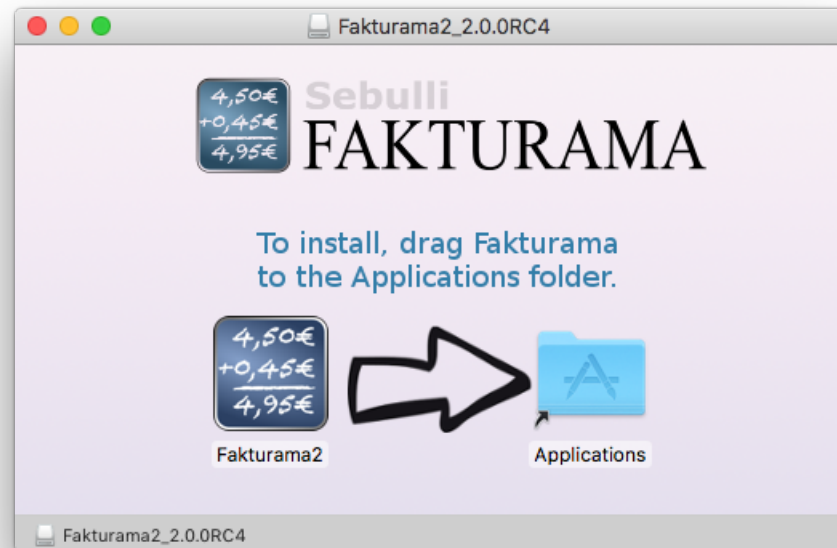 Fakturama2_2.0.0RC4
4,50€
+0,45€
4,95€
Sebulli
FAKTURAMA
To install, drag Fakturama
to the Applications folder.
4,50€
+0,45€
4,95€
Fakturama2
Applications
Fakturama2_2.0.0RC4